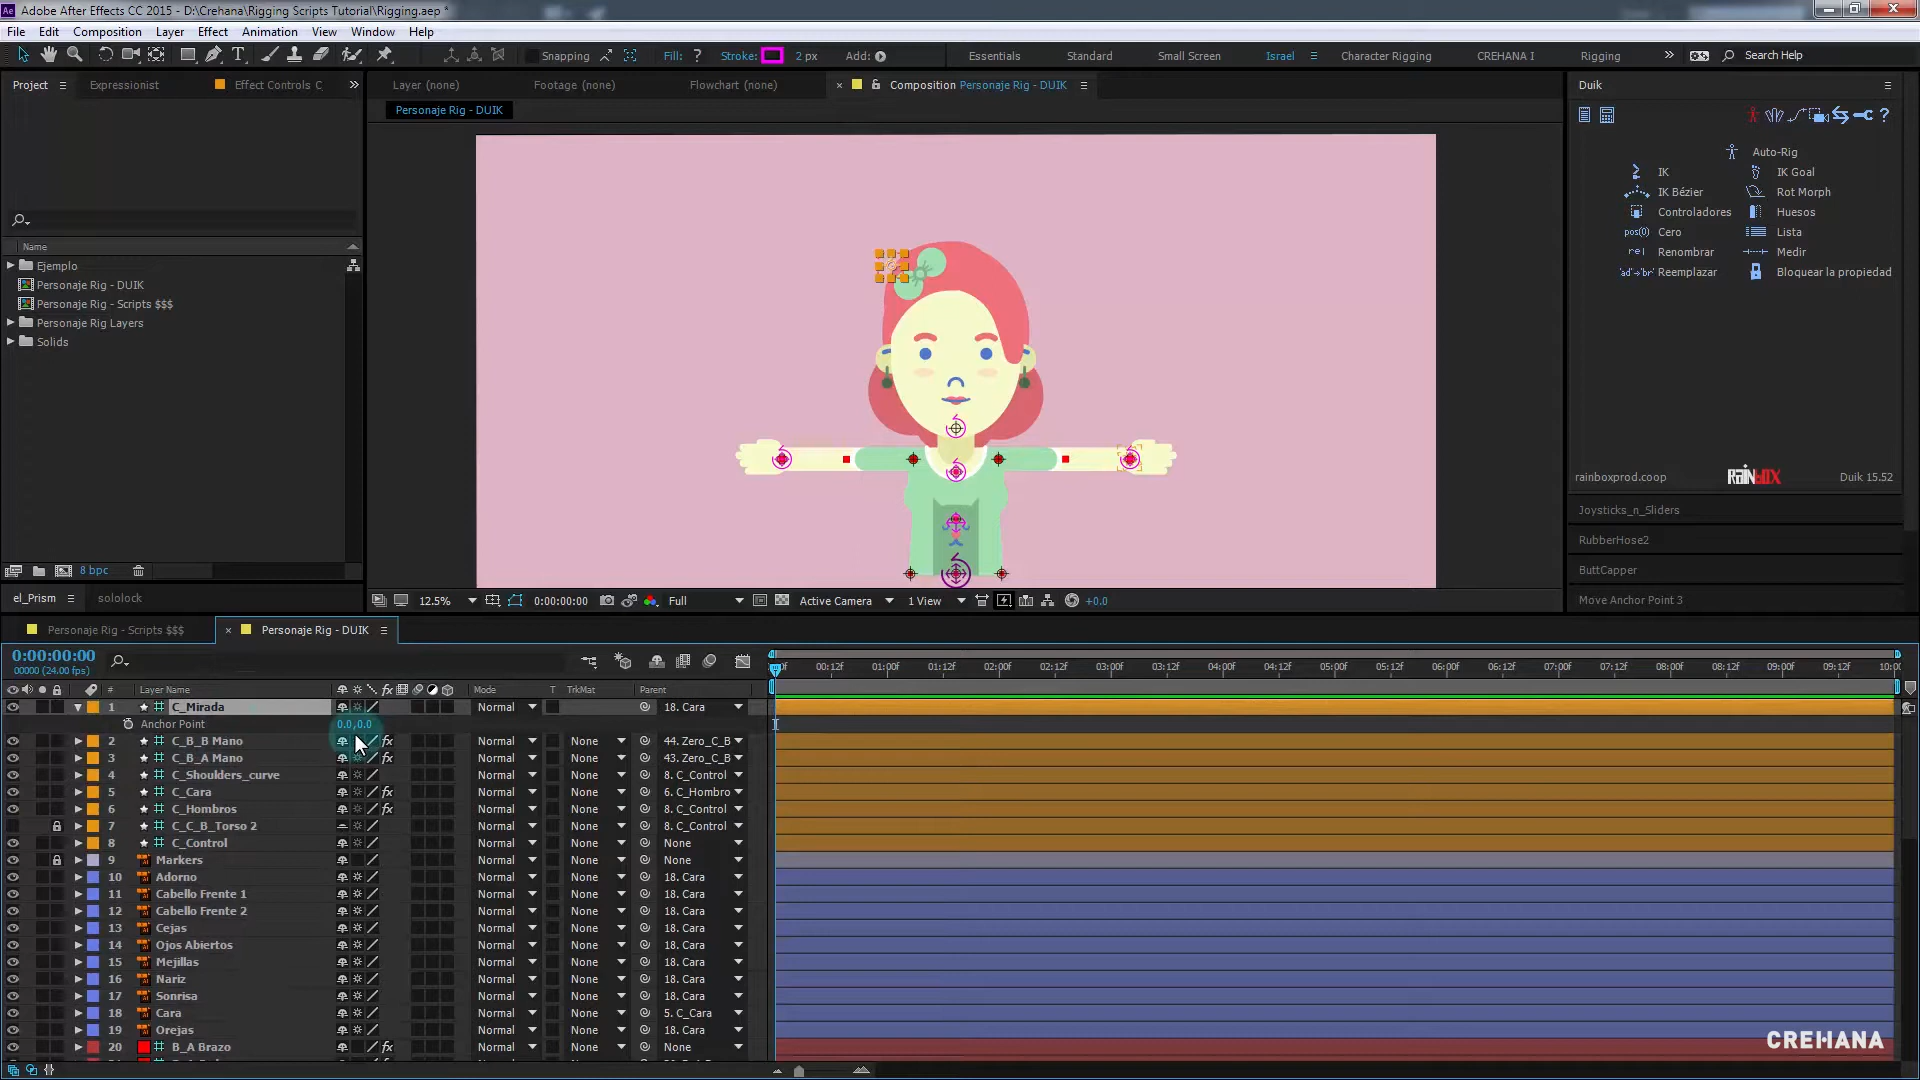 Adobe After Effects CC 2015 - D:\Crehana\Rigging Scripts Tutorial\Rigging.aep *
File Edit Composition Layer Effect Animation View Window Help
Snapping Fill: ? Stroke: 2 px Add: Essentials Standard Small Screen Israel Character Rigging CREHANA I Rigging Search Help
Project Expressionist Effect Controls C Layer (none) Footage (none) Flowchart (none) Composition Personaje Rig - DUIK Duik
Personaje Rig - DUIK
Auto-Rig
IK IK Goal
IK Bézier Rot Morph
Controladores Huesos
pos(0) Cero Lista
Renombrar Medir
Reemplazar Bloquear la propiedad
Name
Ejemplo
Personaje Rig - DUIK
Personaje Rig - Scripts $$$
Personaje Rig Layers
Solids
rainboxprod.coop RAINBOX Duik 15.52
Joysticks_n_Sliders
RubberHose2
ButtCapper
Move Anchor Point 3
8 bpc
el_Prism sololock
12.5% 0:00:00:00 Full Active Camera 1 View +0.0
Personaje Rig - Scripts $$$ Personaje Rig - DUIK
0:00:00:00
00000 (24.00 fps)
00:12f 01:00f 01:12f 02:00f 02:12f 03:00f 03:12f 04:00f 04:12f 05:00f 05:12f 06:00f 06:12f 07:00f 07:12f 08:00f 08:12f 09:00f 09:12f
# Layer Name Mode T TrkMat Parent
1 C_Mirada Normal 18. Cara
Anchor Point 0.0,0.0
2 C_B_B Mano Normal None 44. Zero_C_B
3 C_B_A Mano Normal None 43. Zero_C_B
4 C_Shoulders_curve Normal None 8. C_Control
5 C_Cara Normal None 6. C_Hombro
6 C_Hombros Normal None 8. C_Control
7 C_C_B_Torso 2 Normal None 8. C_Control
8 C_Control Normal None None
9 Markers Normal None None
10 Adorno Normal None 18. Cara
11 Cabello Frente 1 Normal None 18. Cara
12 Cabello Frente 2 Normal None 18. Cara
13 Cejas Normal None 18. Cara
14 Ojos Abiertos Normal None 18. Cara
15 Mejillas Normal None 18. Cara
16 Nariz Normal None 18. Cara
17 Sonrisa Normal None 18. Cara
18 Cara Normal None 5. C_Cara
19 Orejas Normal None 18. Cara
20 B_A Brazo Normal None None
CREHANA